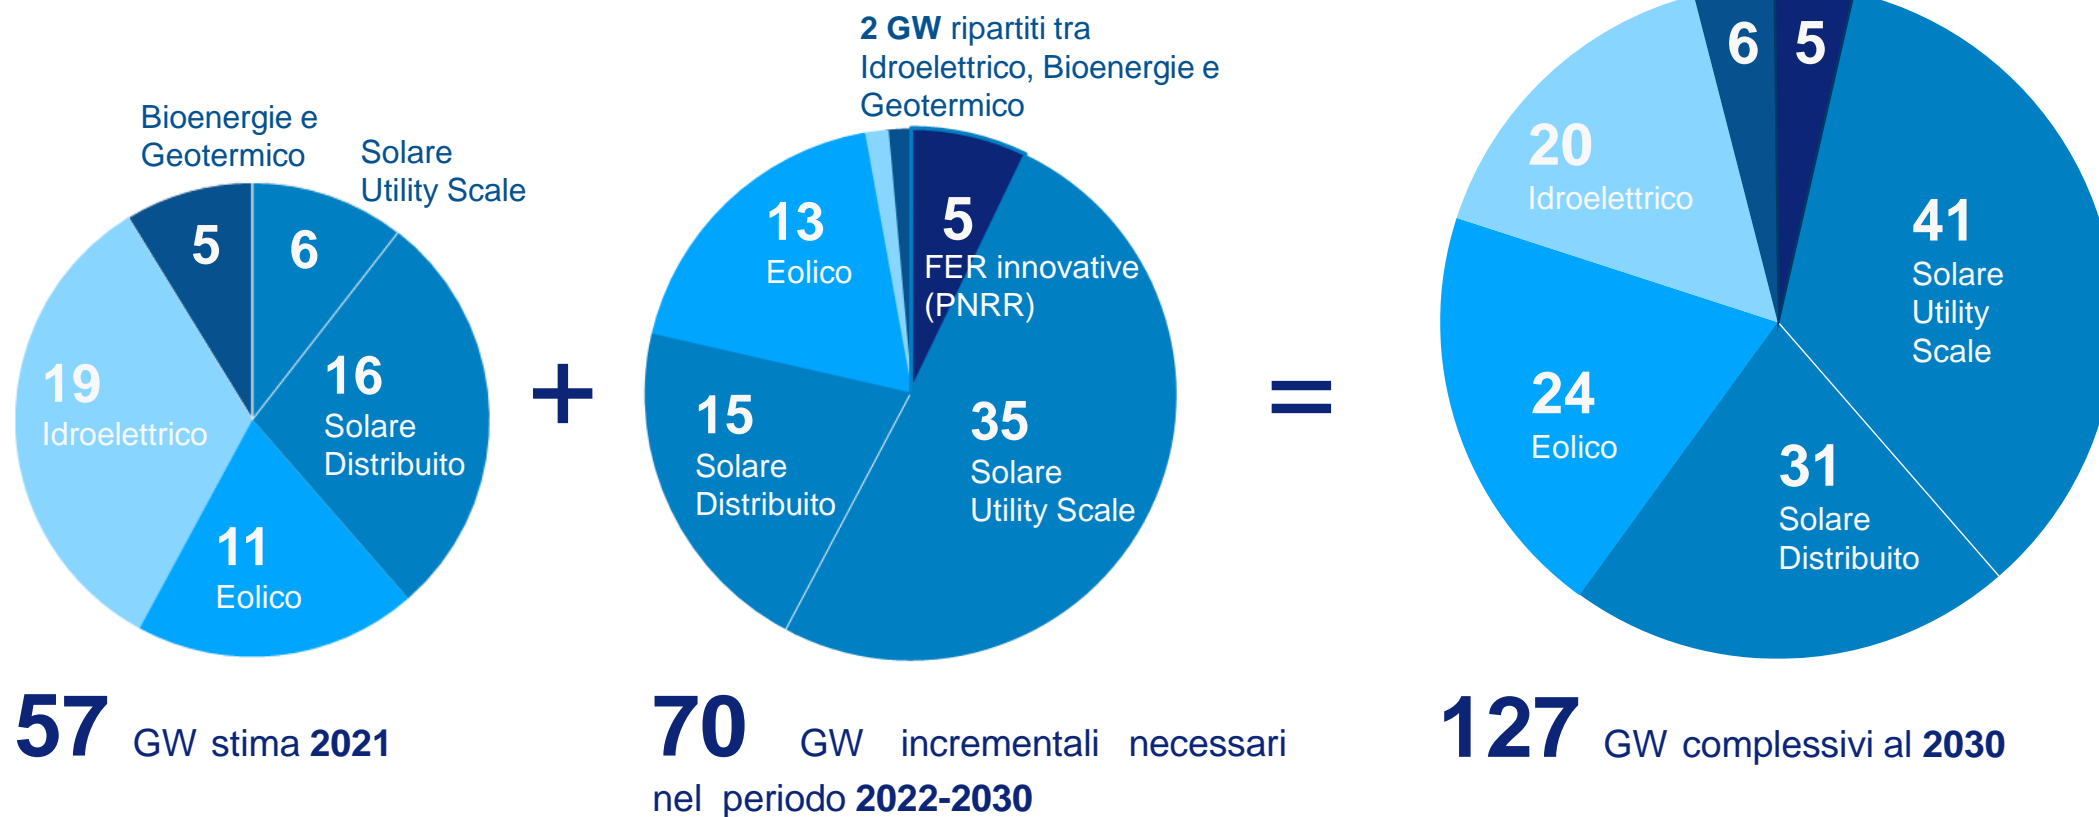 Bioenergie e
Geotermico
Solare
Utility Scale
5
6
19
Idroelettrico
16
Solare
Distribuito
11
Eolico
57 GW stima 2021
+
2 GW ripartiti tra
Idroelettrico, Bioenergie e
Geotermico
13
Eolico
5
FER innovative
(PNRR)
15
Solare
Distribuito
35
Solare
Utility Scale
70 GW incrementali necessari
nel periodo 2022-2030
=
6
5
20
Idroelettrico
41
Solare
Utility
Scale
24
Eolico
31
Solare
Distribuito
127 GW complessivi al 2030